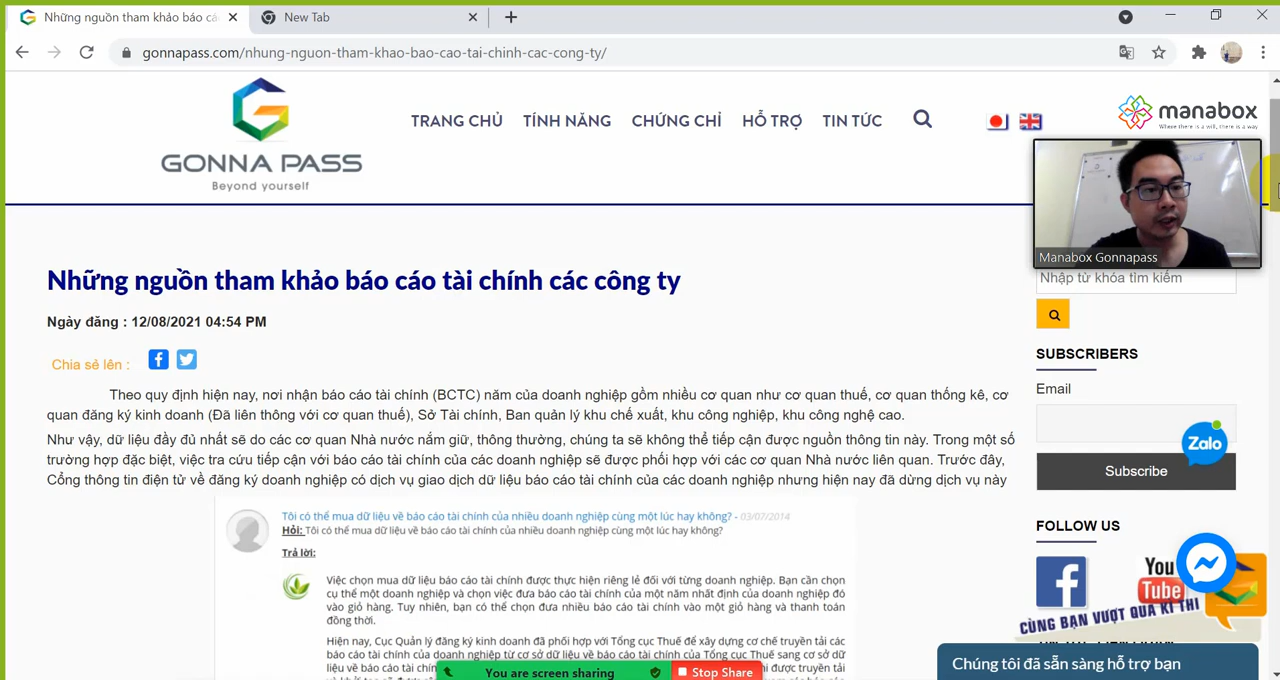 Những nguồn tham khảo báo cá
New Tab
gonnapass.com/nhung-nguon-tham-khao-bao-cao-tai-chinh-cac-cong-ty/
GONNA PASS
Beyond yourself
TRANG CHỦ TÍNH NĂNG CHỨNG CHỈ HỖ TRỢ TIN TỨC
manabox
Where there is a will, there is a way
Manabox Gonnapass
Những nguồn tham khảo báo cáo tài chính các công ty
Ngày đăng : 12/08/2021 04:54 PM
Chia sẻ lên :
Theo quy định hiện nay, nơi nhận báo cáo tài chính (BCTC) năm của doanh nghiệp gồm nhiều cơ quan như cơ quan thuế, cơ quan thống kê, cơ
quan đăng ký kinh doanh (Đã liên thông với cơ quan thuế), Sở Tài chính, Ban quản lý khu chế xuất, khu công nghiệp, khu công nghệ cao.
Như vậy, dữ liệu đầy đủ nhất sẽ do các cơ quan Nhà nước nắm giữ, thông thường, chúng ta sẽ không thể tiếp cận được nguồn thông tin này. Trong một số
trường hợp đặc biệt, việc tra cứu tiếp cận với báo cáo tài chính của các doanh nghiệp sẽ được phối hợp với các cơ quan Nhà nước liên quan. Trước đây,
Cổng thông tin điện tử về đăng ký doanh nghiệp có dịch vụ giao dịch dữ liệu báo cáo tài chính của các doanh nghiệp nhưng hiện nay đã dừng dịch vụ này
Tôi có thể mua dữ liệu về báo cáo tài chính của nhiều doanh nghiệp cùng một lúc hay không? - 03/07/2014
Hỏi: Tôi có thể mua dữ liệu về báo cáo tài chính của nhiều doanh nghiệp cùng một lúc hay không?
Trả lời:
Việc chọn mua dữ liệu báo cáo tài chính được thực hiện riêng lẻ đối với từng doanh nghiệp. Bạn cần chọn
cụ thể một doanh nghiệp và chọn việc đưa báo cáo tài chính của một năm nhất định của doanh nghiệp đó
vào giỏ hàng. Tuy nhiên, bạn có thể chọn đưa nhiều báo cáo tài chính vào một giỏ hàng và thanh toán
đồng thời.
Hiện nay, Cục Quản lý đăng ký kinh doanh đã phối hợp với Tổng cục Thuế để xây dựng cơ chế truyền tải các
báo cáo tài chính của doanh nghiệp từ cơ sở dữ liệu của Tổng cục Thuế sang cơ sở dữ
liệu về báo cáo tài chính
được truyền tải
You are screen sharing
Stop Share
Nhập từ khóa tìm kiếm
SUBSCRIBERS
Email
Zalo
Subscribe
FOLLOW US
You
Tube
CÙNG BẠN VƯỢT QUA KÌ THI
Chúng tôi đã sẵn sàng hỗ trợ bạn